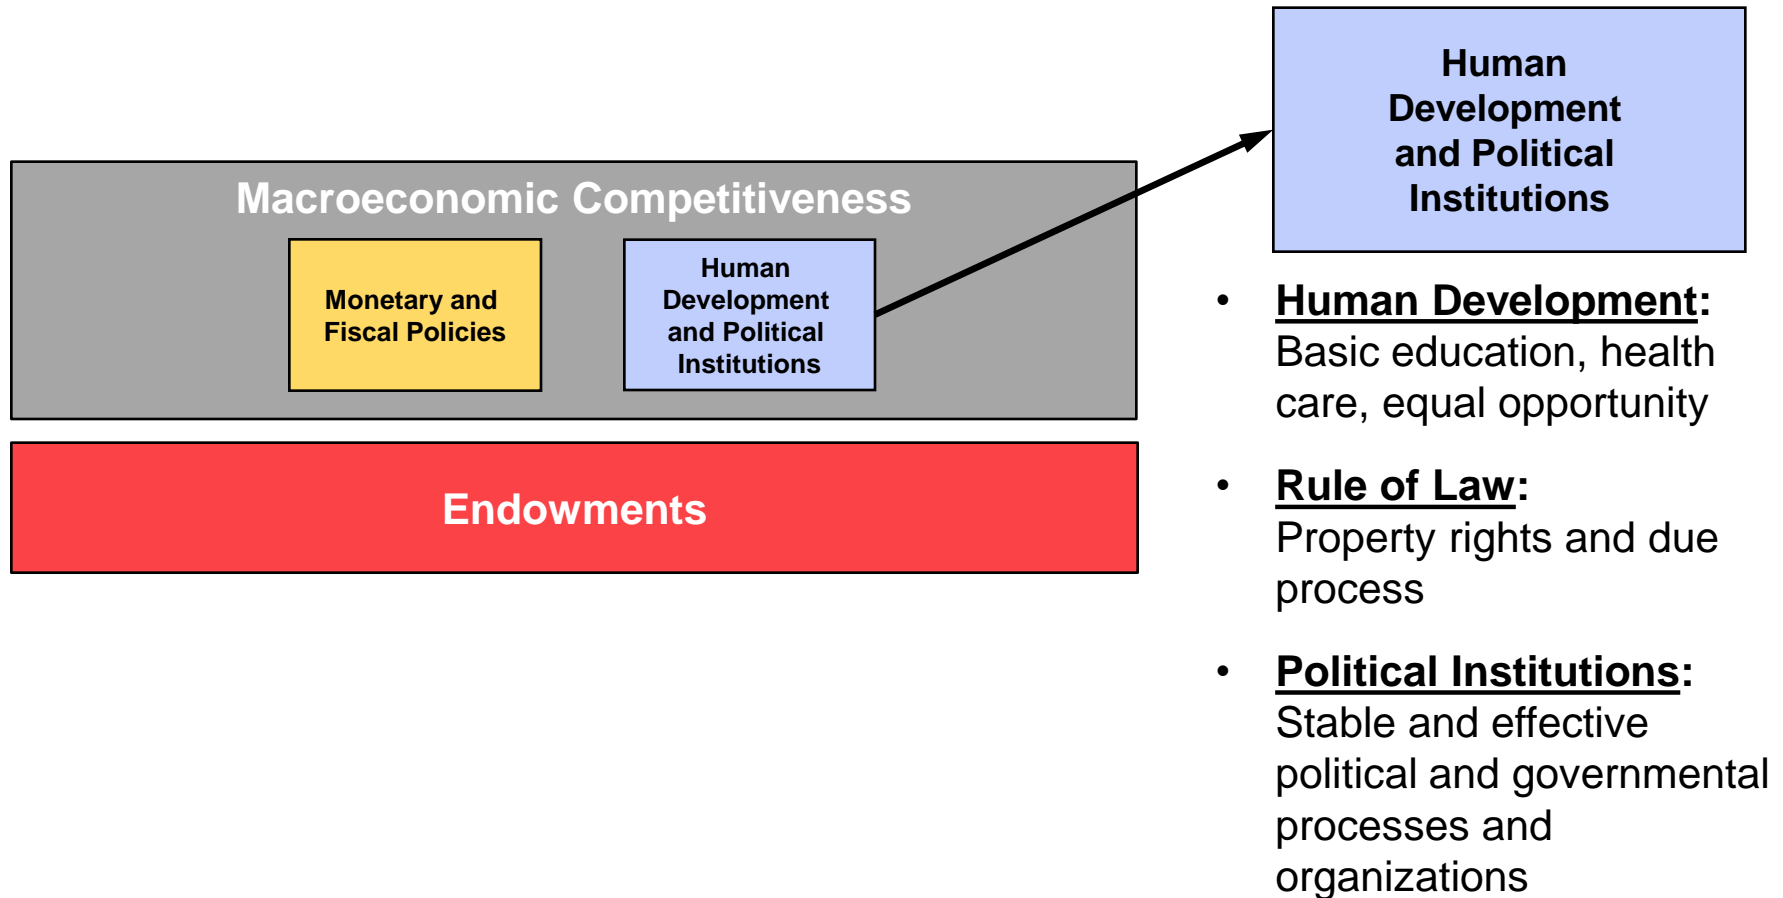 Macroeconomic Competitiveness
Monetary and
Fiscal Policies
Human
Development
and Political
Institutions
Endowments
Human
Development
and Political
Institutions
• Human Development:
Basic education, health
care, equal opportunity
• Rule of Law:
Property rights and due
process
• Political Institutions:
Stable and effective
political and governmental
processes and
organizations